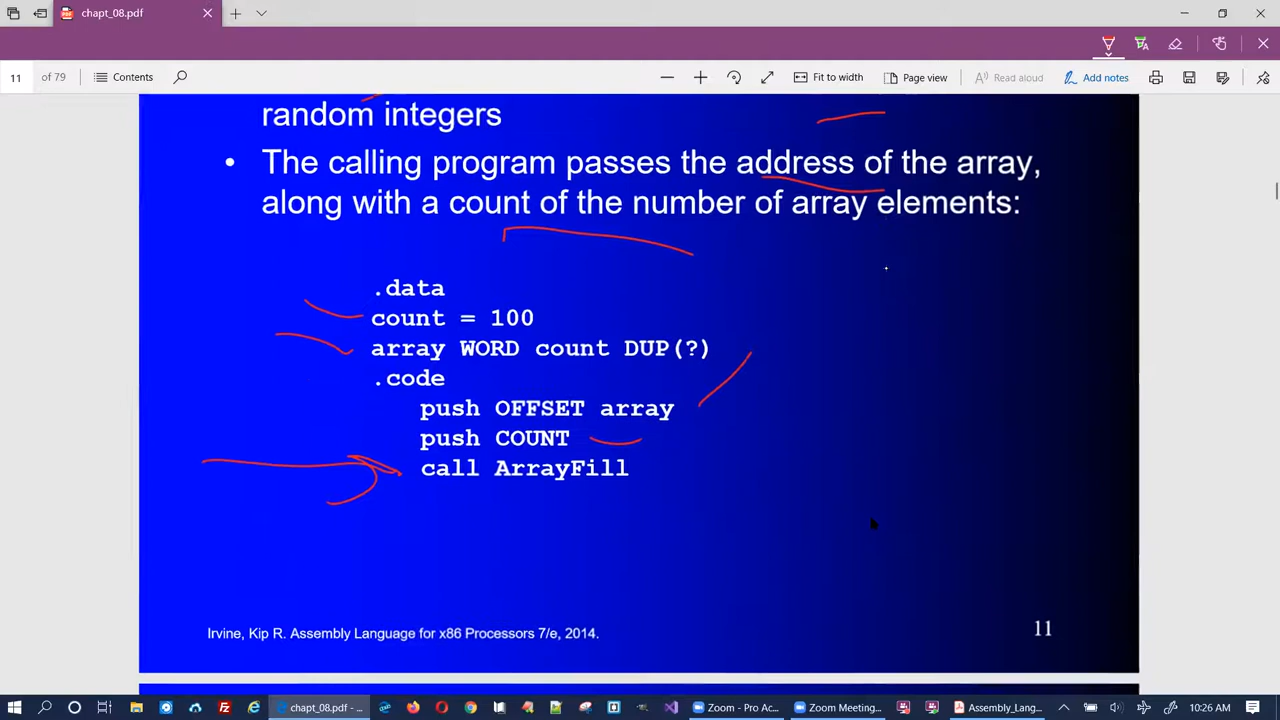 chapt_08.pdf
11 of 79 Contents Fit to width Page view Read aloud Add notes
random integers
• The calling program passes the address of the array,
along with a count of the number of array elements:
.data
count = 100
array WORD count DUP(?)
.code
push OFFSET array
push COUNT
call ArrayFill
Irvine, Kip R. Assembly Language for x86 Processors 7/e, 2014.
11
chapt_08.pdf - ... Zoom - Pro Ac... Zoom Meeting... Assembly_Lang... 10:26 AM